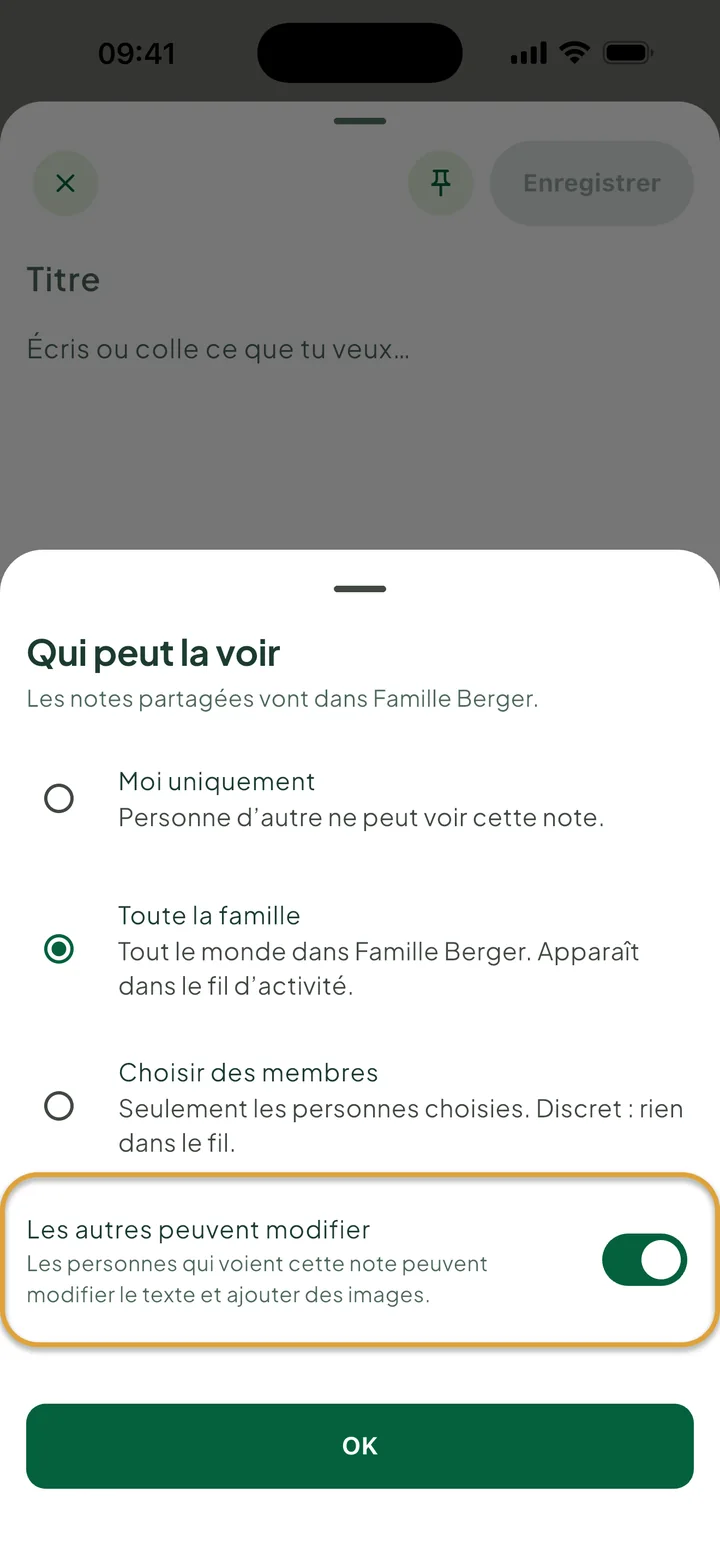 09:41
Enregistrer
Titre
Écris ou colle ce que tu veux…
Qui peut la voir
Les notes partagées vont dans Famille Berger.
Moi uniquement
Personne d’autre ne peut voir cette note.
Toute la famille
Tout le monde dans Famille Berger. Apparaît
dans le fil d’activité.
Choisir des membres
Seulement les personnes choisies. Discret : rien
dans le fil.
Les autres peuvent modifier
Les personnes qui voient cette note peuvent
modifier le texte et ajouter des images.
OK